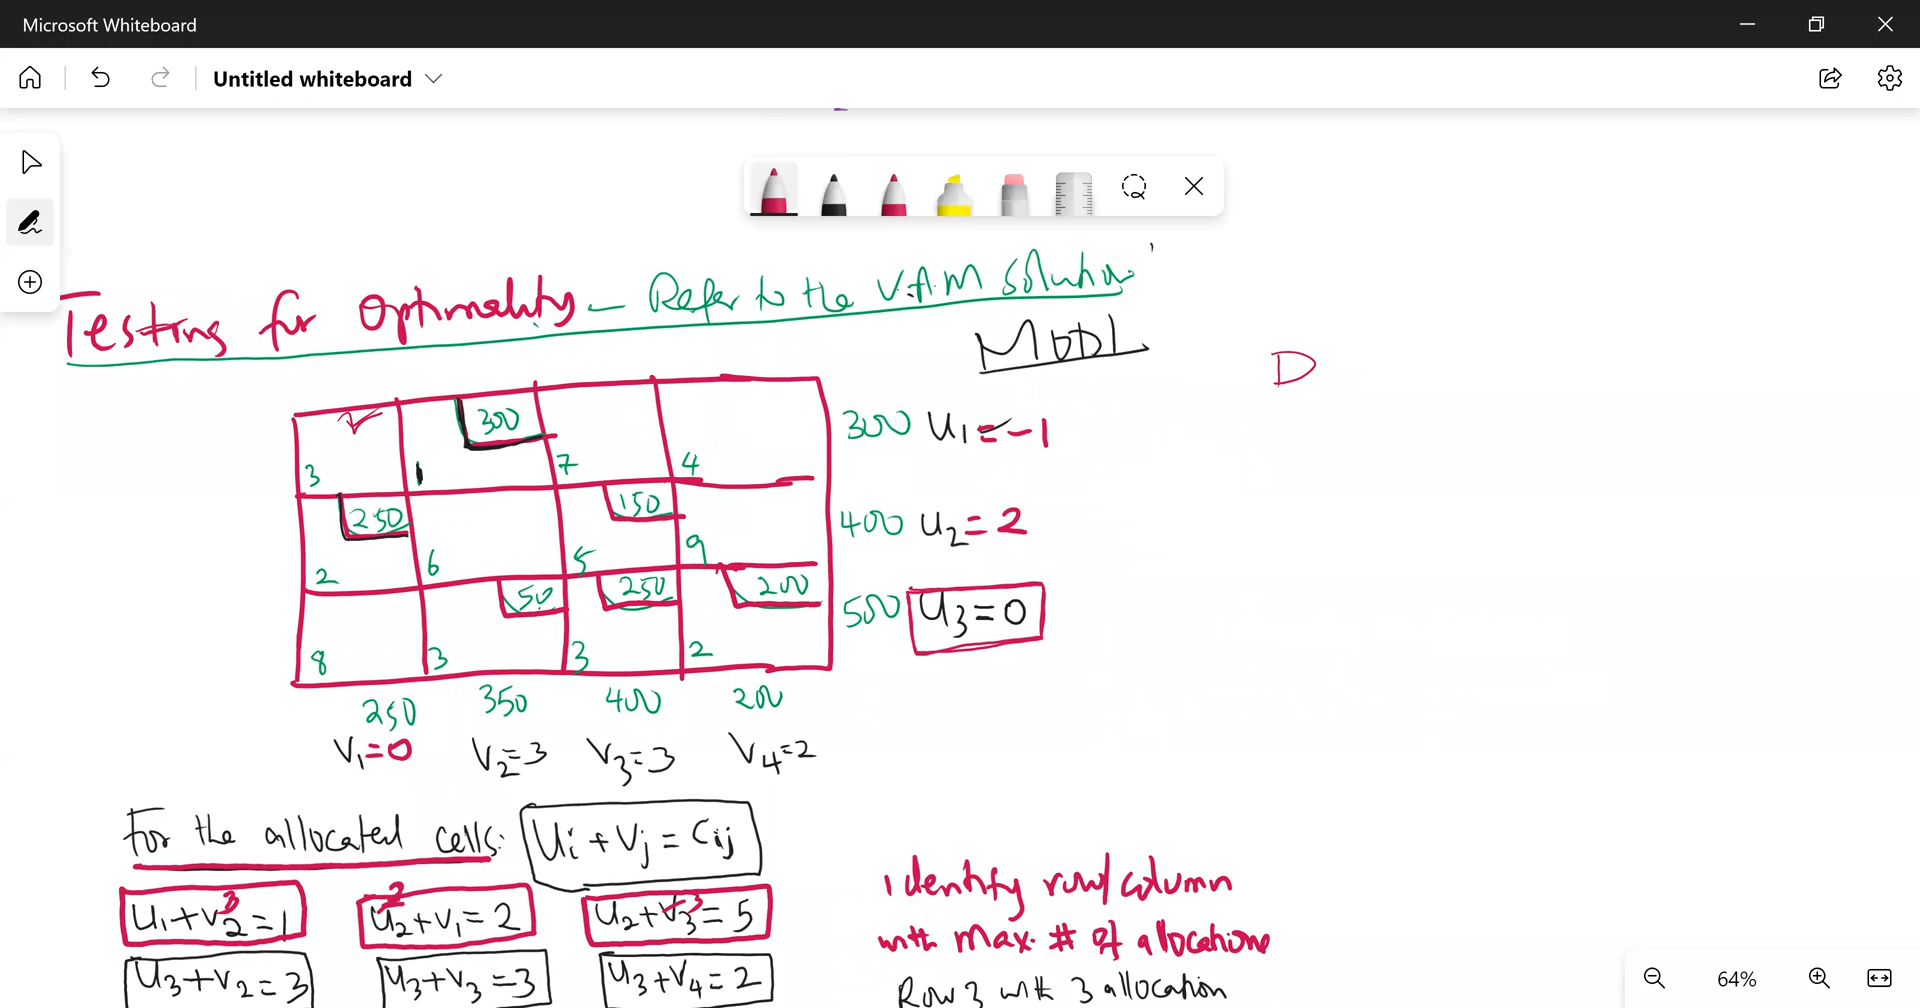 Microsoft Whiteboard
Untitled whiteboard
Testing for Optimality - Refer to the V.A.M solution
MODI
D
300
300 U1=-1
3 1 7 4
250 150
400 U2=2
2 6 5 9
50 250 200
500 U3=0
8 3 3 2
250 350 400 200
V1=0 V2=3 V3=3 V4=2
For the allocated cells: Ui+Vj=Cij
3 2 3
U1+V2=1 U2+V1=2 U2+V3=5
U3+V2=3 U3+V3=3 U3+V4=2
identify row/column
with max. # of allocations
Row 3 with 3 allocation
64%